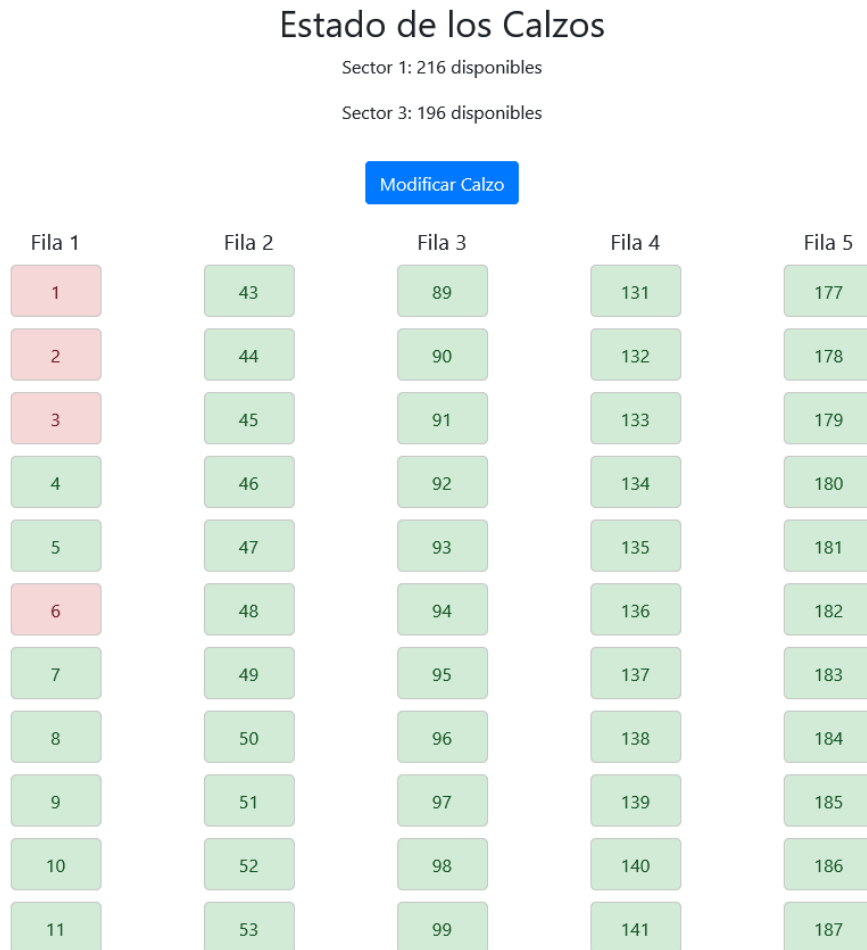 Estado de los Calzos
Sector 1: 216 disponibles
Sector 3: 196 disponibles
Modificar Calzo
Fila 1 Fila 2 Fila 3 Fila 4 Fila 5
1 43 89 131 177
2 44 90 132 178
3 45 91 133 179
4 46 92 134 180
5 47 93 135 181
6 48 94 136 182
7 49 95 137 183
8 50 96 138 184
9 51 97 139 185
10 52 98 140 186
11 53 99 141 187